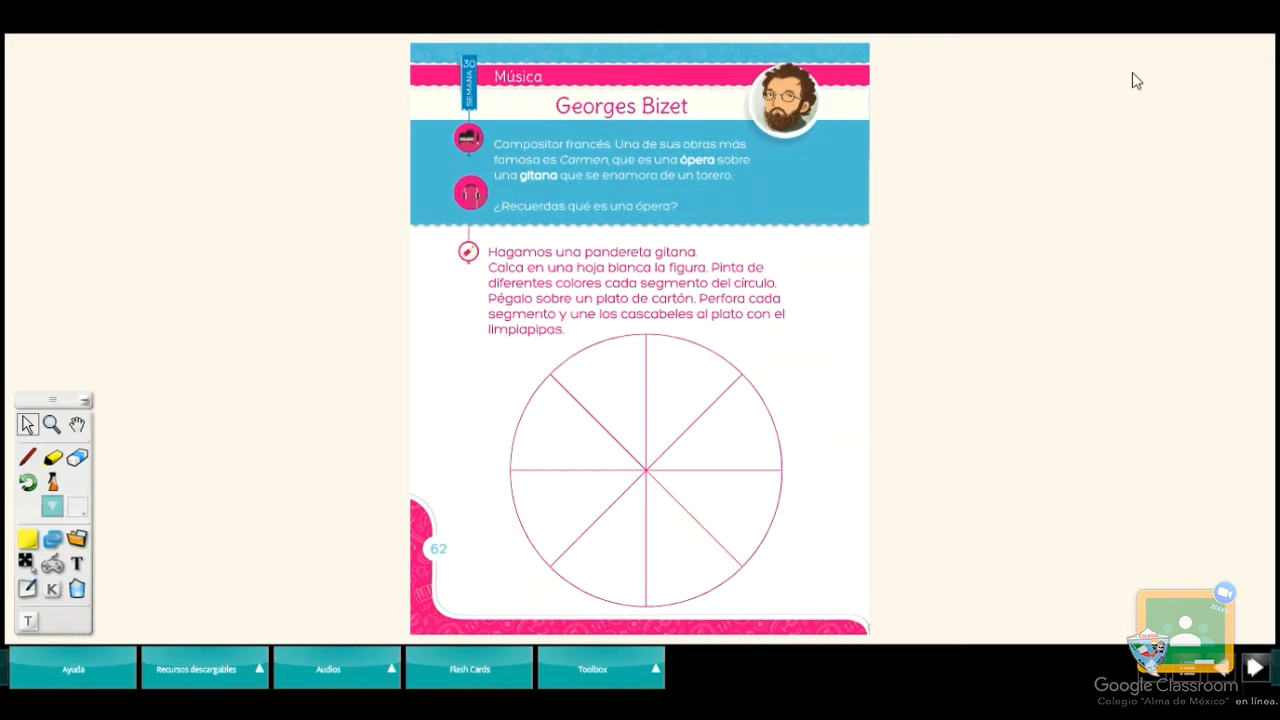 30
SEMANA
Música
Georges Bizet
Compositor francés. Una de sus obras más
famosa es Carmen, que es una ópera sobre
una gitana que se enamora de un torero.
¿Recuerdas qué es una ópera?
Hagamos una pandereta gitana.
Calca en una hoja blanca la figura. Pinta de
diferentes colores cada segmento del círculo.
Pégalo sobre un plato de cartón. Perfora cada
segmento y une los cascabeles al plato con el
limpiapipas.
62
T
K
T
zoom
Ayuda
Recursos descargables
Audios
Flash Cards
Toolbox
Google Classroom
Colegio "Alma de México" en línea.